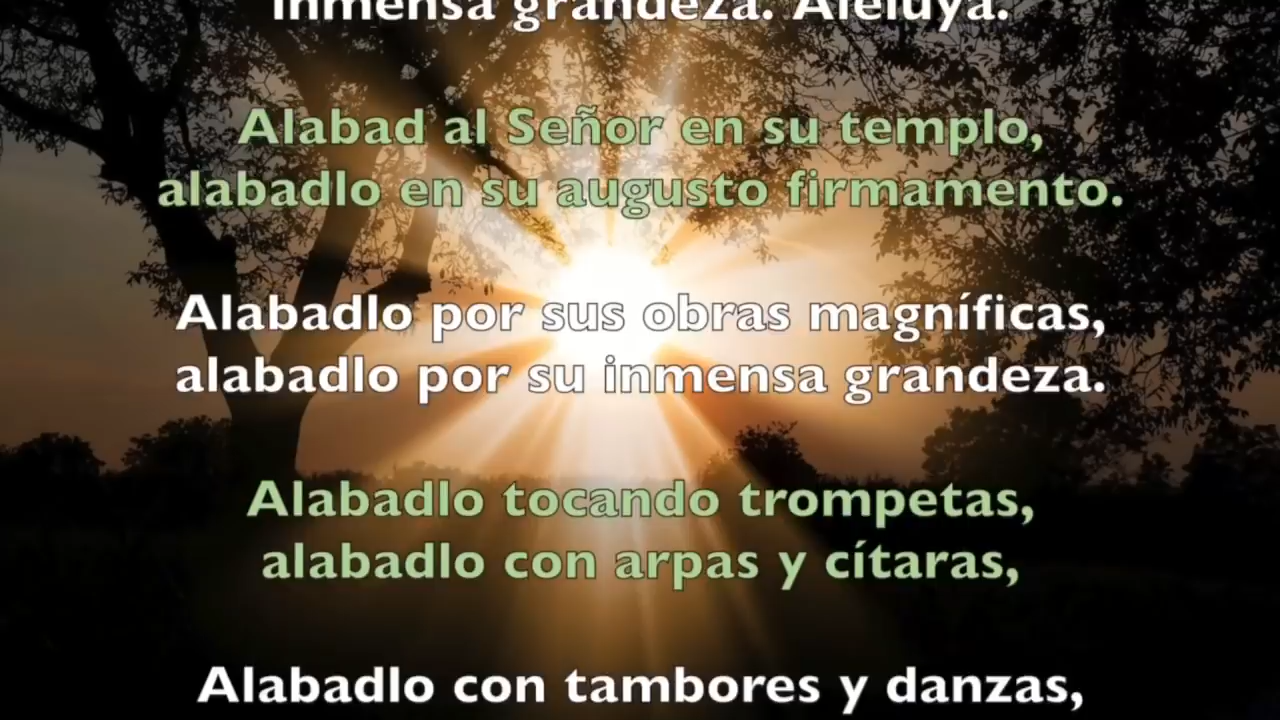 inmensa grandeza. Aleluya.
Alabad al Señor en su templo,
alabadlo en su augusto firmamento.
Alabadlo por sus obras magníficas,
alabadlo por su inmensa grandeza.
Alabadlo tocando trompetas,
alabadlo con arpas y cítaras,
Alabadlo con tambores y danzas,